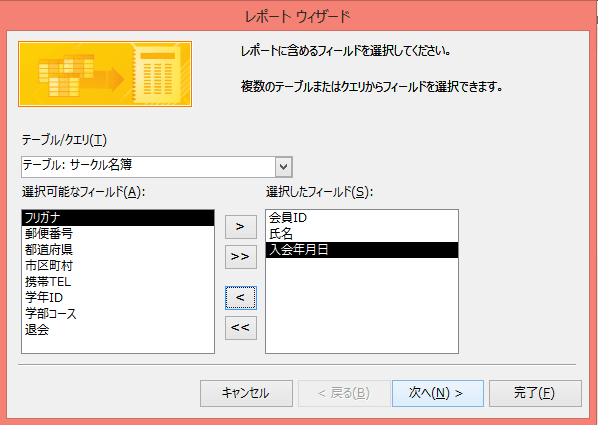 レポート ウィザード
レポートに含めるフィールドを選択してください。
複数のテーブルまたはクエリからフィールドを選択できます。
テーブル/クエリ(T)
テーブル: サークル名簿
選択可能なフィールド(A):
フリガナ
郵便番号
都道府県
市区町村
携帯TEL
学年ID
学部コース
退会
>
>>
<
<<
選択したフィールド(S):
会員ID
氏名
入会年月日
キャンセル
< 戻る(B)
次へ(N) >
完了(F)